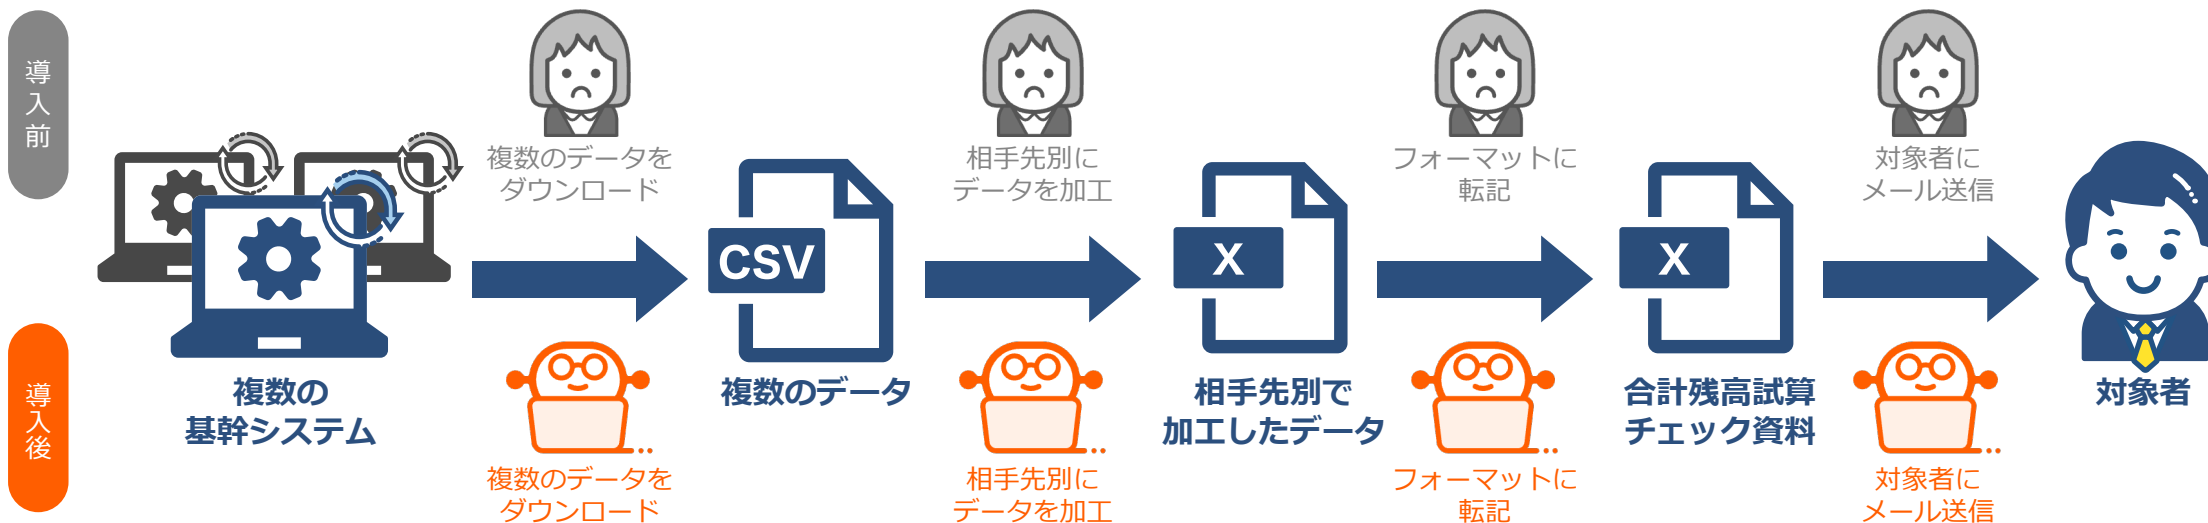 導入前
複数のデータを
ダウンロード
相手先別に
データを加工
フォーマットに
転記
対象者に
メール送信
CSV
X
X
複数の
基幹システム
複数のデータ
相手先別で
加工したデータ
合計残高試算
チェック資料
対象者
導入後
複数のデータを
ダウンロード
相手先別に
データを加工
フォーマットに
転記
対象者に
メール送信